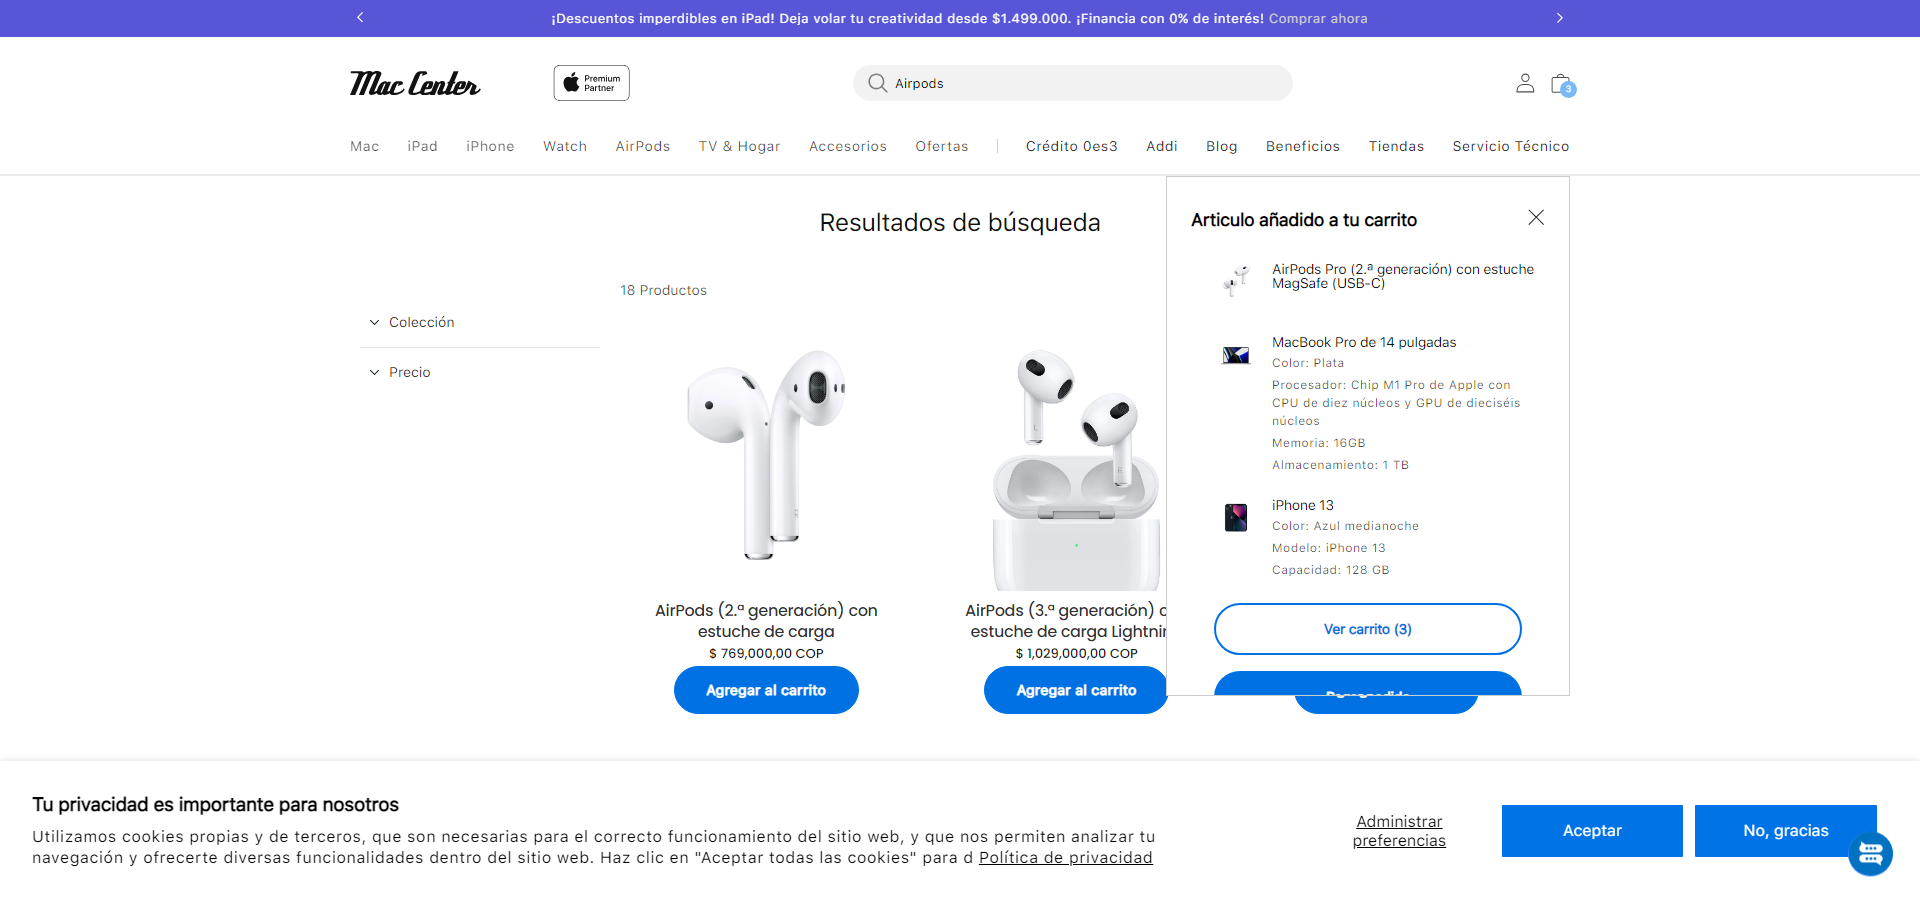 ¡Descuentos imperdibles en iPad! Deja volar tu creatividad desde $1.499.000. ¡Financia con 0% de interés! Comprar ahora
Mac Center
Premium
Partner
Airpods
3
Mac iPad iPhone Watch AirPods TV & Hogar Accesorios Ofertas Crédito 0es3 Addi Blog Beneficios Tiendas Servicio Técnico
Resultados de búsqueda
18 Productos
Colección
Precio
AirPods (2.ª generación) con
estuche de carga
$ 769,000,00 COP
Agregar al carrito
AirPods (3.ª generación) c
estuche de carga Lightnin
$ 1,029,000,00 COP
Agregar al carrito
Articulo añadido a tu carrito
AirPods Pro (2.ª generación) con estuche
MagSafe (USB-C)
MacBook Pro de 14 pulgadas
Color: Plata
Procesador: Chip M1 Pro de Apple con
CPU de diez núcleos y GPU de dieciséis
núcleos
Memoria: 16GB
Almacenamiento: 1 TB
iPhone 13
Color: Azul medianoche
Modelo: iPhone 13
Capacidad: 128 GB
Ver carrito (3)
Tu privacidad es importante para nosotros
Utilizamos cookies propias y de terceros, que son necesarias para el correcto funcionamiento del sitio web, y que nos permiten analizar tu
navegación y ofrecerte diversas funcionalidades dentro del sitio web. Haz clic en "Aceptar todas las cookies" para d Política de privacidad
Administrar
preferencias
Aceptar
No, gracias